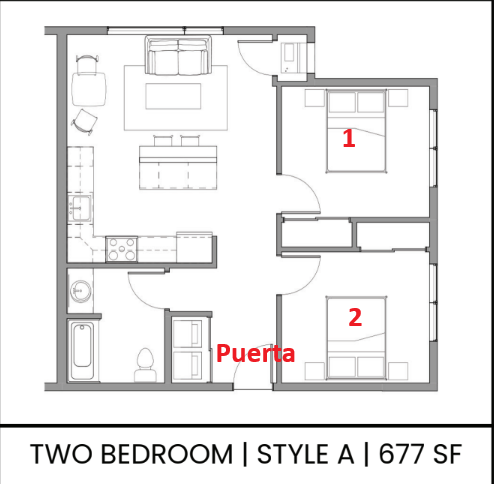 1
2
Puerta
TWO BEDROOM | STYLE A | 677 SF